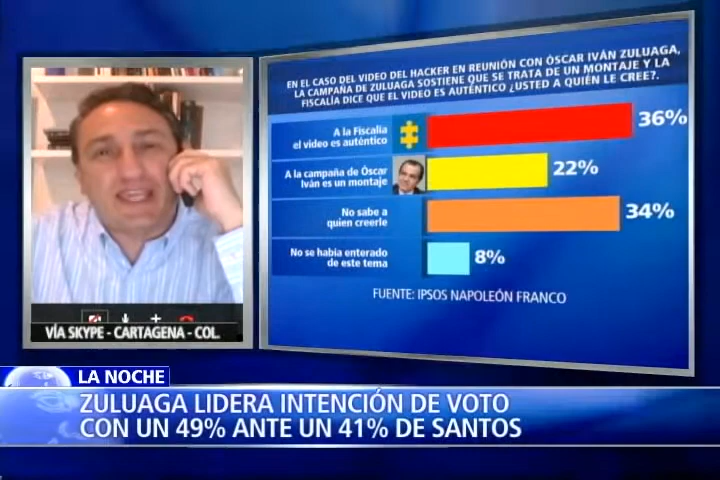 EN EL CASO DEL VIDEO DEL HACKER EN REUNIÓN CON ÓSCAR IVÁN ZULUAGA,
LA CAMPAÑA DE ZULUAGA SOSTIENE QUE SE TRATA DE UN MONTAJE Y LA
FISCALÍA DICE QUE EL VIDEO ES AUTÉNTICO ¿USTED A QUIÉN LE CREE?.
A la Fiscalía
el video es auténtico
36%
A la campaña de Óscar
Iván es un montaje
22%
No sabe a
quien creerle
34%
No se había enterado
de este tema
8%
FUENTE: IPSOS NAPOLEÓN FRANCO
VÍA SKYPE - CARTAGENA - COL.
LA NOCHE
ZULUAGA LIDERA INTENCIÓN DE VOTO
CON UN 49% ANTE UN 41% DE SANTOS